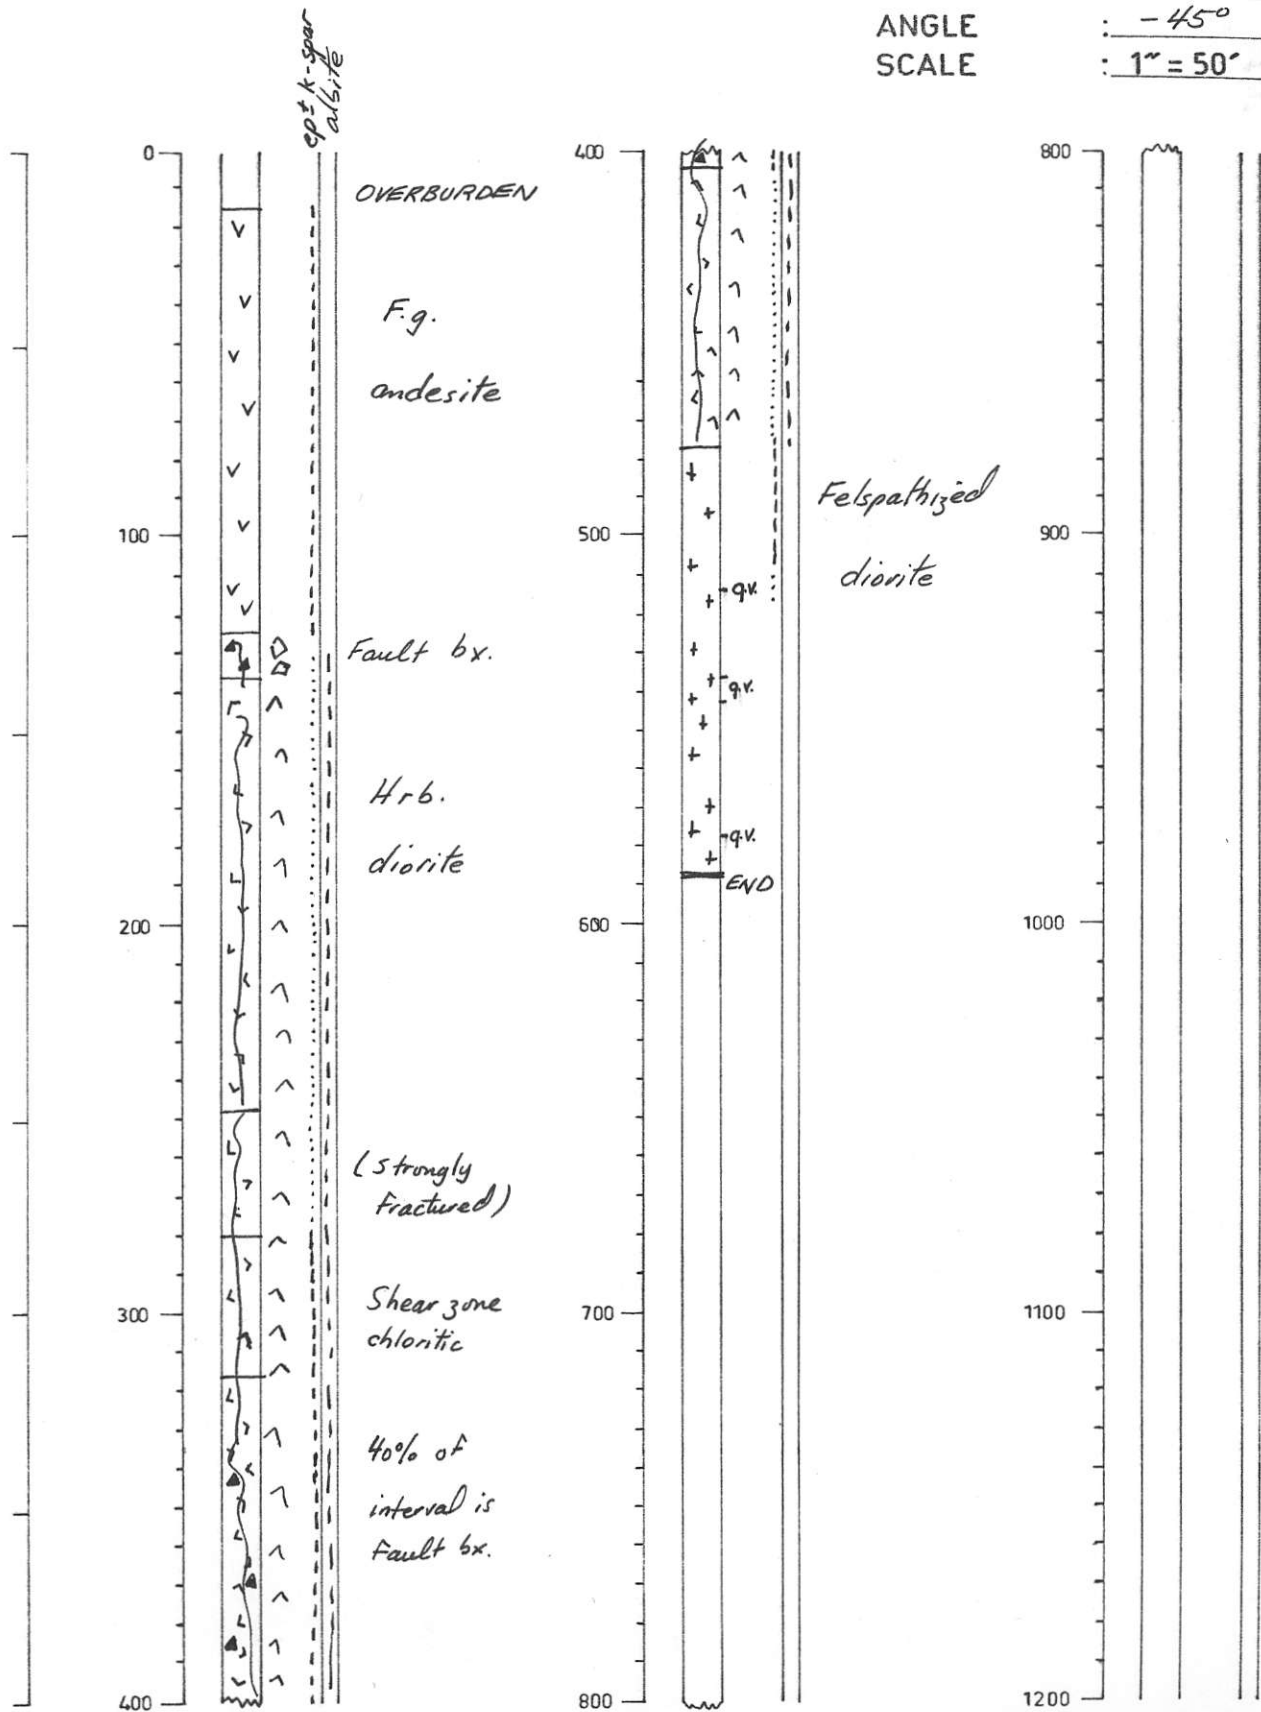 ANGLE : -45°
SCALE : 1" = 50'
ep ± k-spar
albite
0
OVERBURDEN
F.g.
andesite
100
Fault bx.
Hrb.
diorite
200
(strongly
fractured)
300
Shear zone
chloritic
40% of
interval is
Fault bx.
400
400
Felspathized
500
diorite
q.v.
q.v.
q.v.
END
600
700
800
800
900
1000
1100
1200